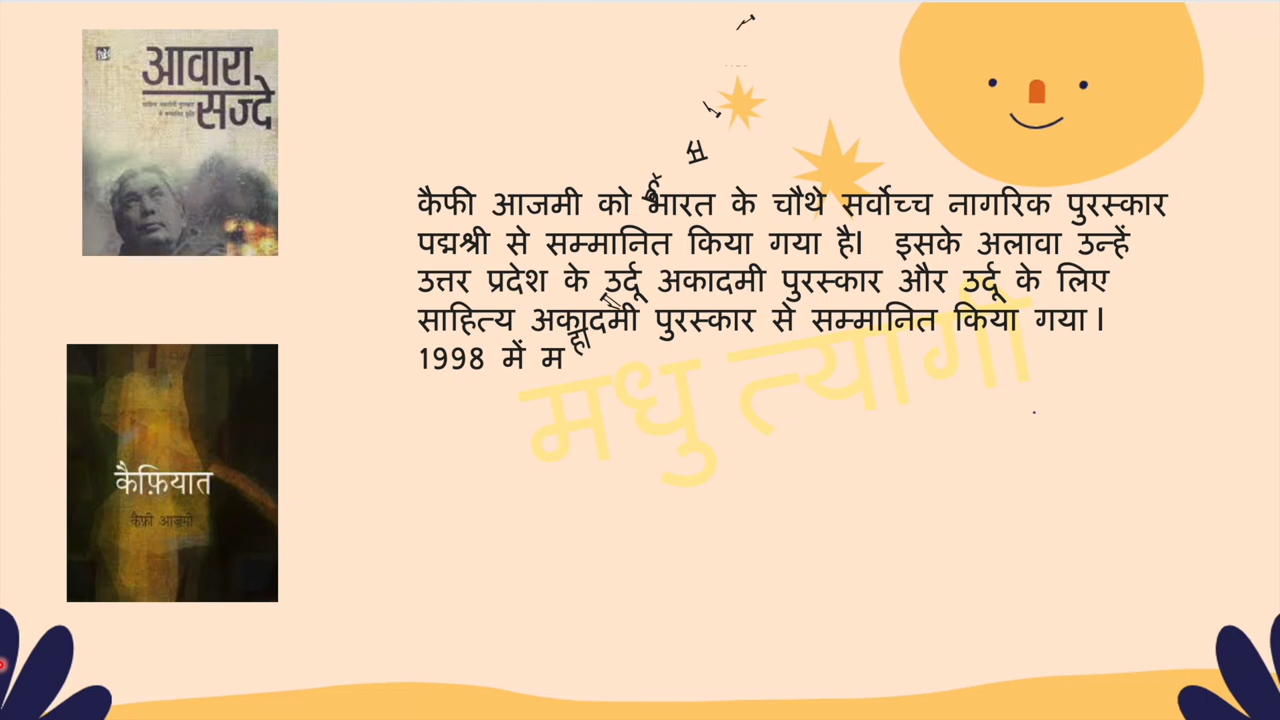 आवारा
सज्दे
कैफी आजमी को भारत के चौथे सर्वोच्च नागरिक पुरस्कार
पद्मश्री से सम्मानित किया गया है। इसके अलावा उन्हें
उत्तर प्रदेश के उर्दू अकादमी पुरस्कार और उर्दू के लिए
साहित्य अकादमी पुरस्कार से सम्मानित किया गया।
1998 में म हा
मधु त्यागी
कैफ़ियात
कैफ़ी आज़मी